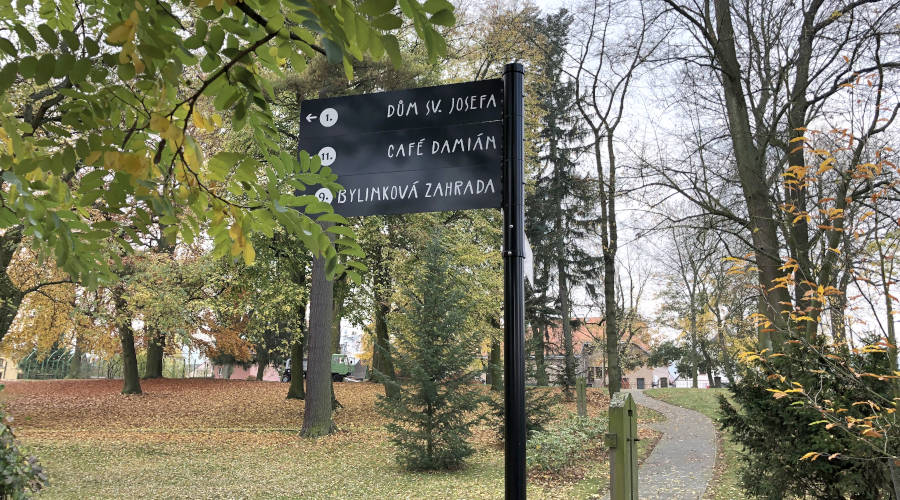 ← 1. DŮM SV. JOSEFA
11. CAFÉ DAMIÁN
9. BYLINKOVÁ ZAHRADA